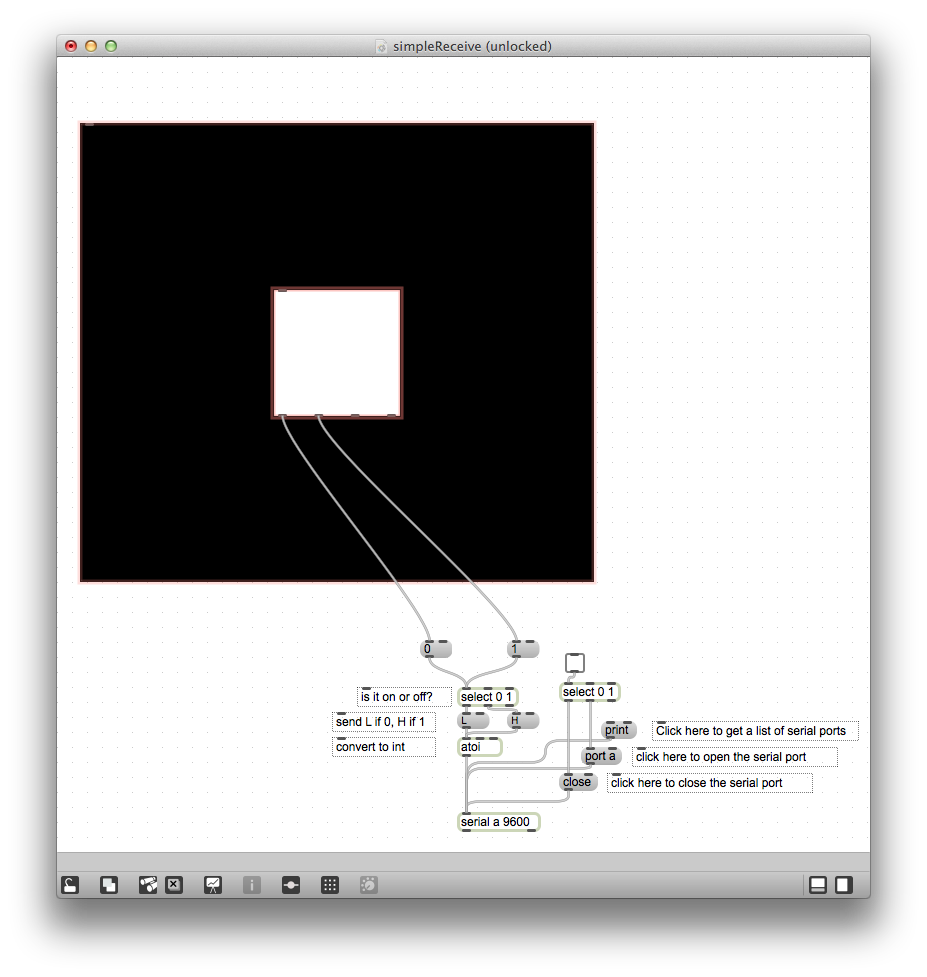 simpleReceive (unlocked)
0
1
is it on or off?
select 0 1
select 0 1
send L if 0, H if 1
L
H
print
Click here to get a list of serial ports
convert to int
atoi
port a
click here to open the serial port
close
click here to close the serial port
serial a 9600